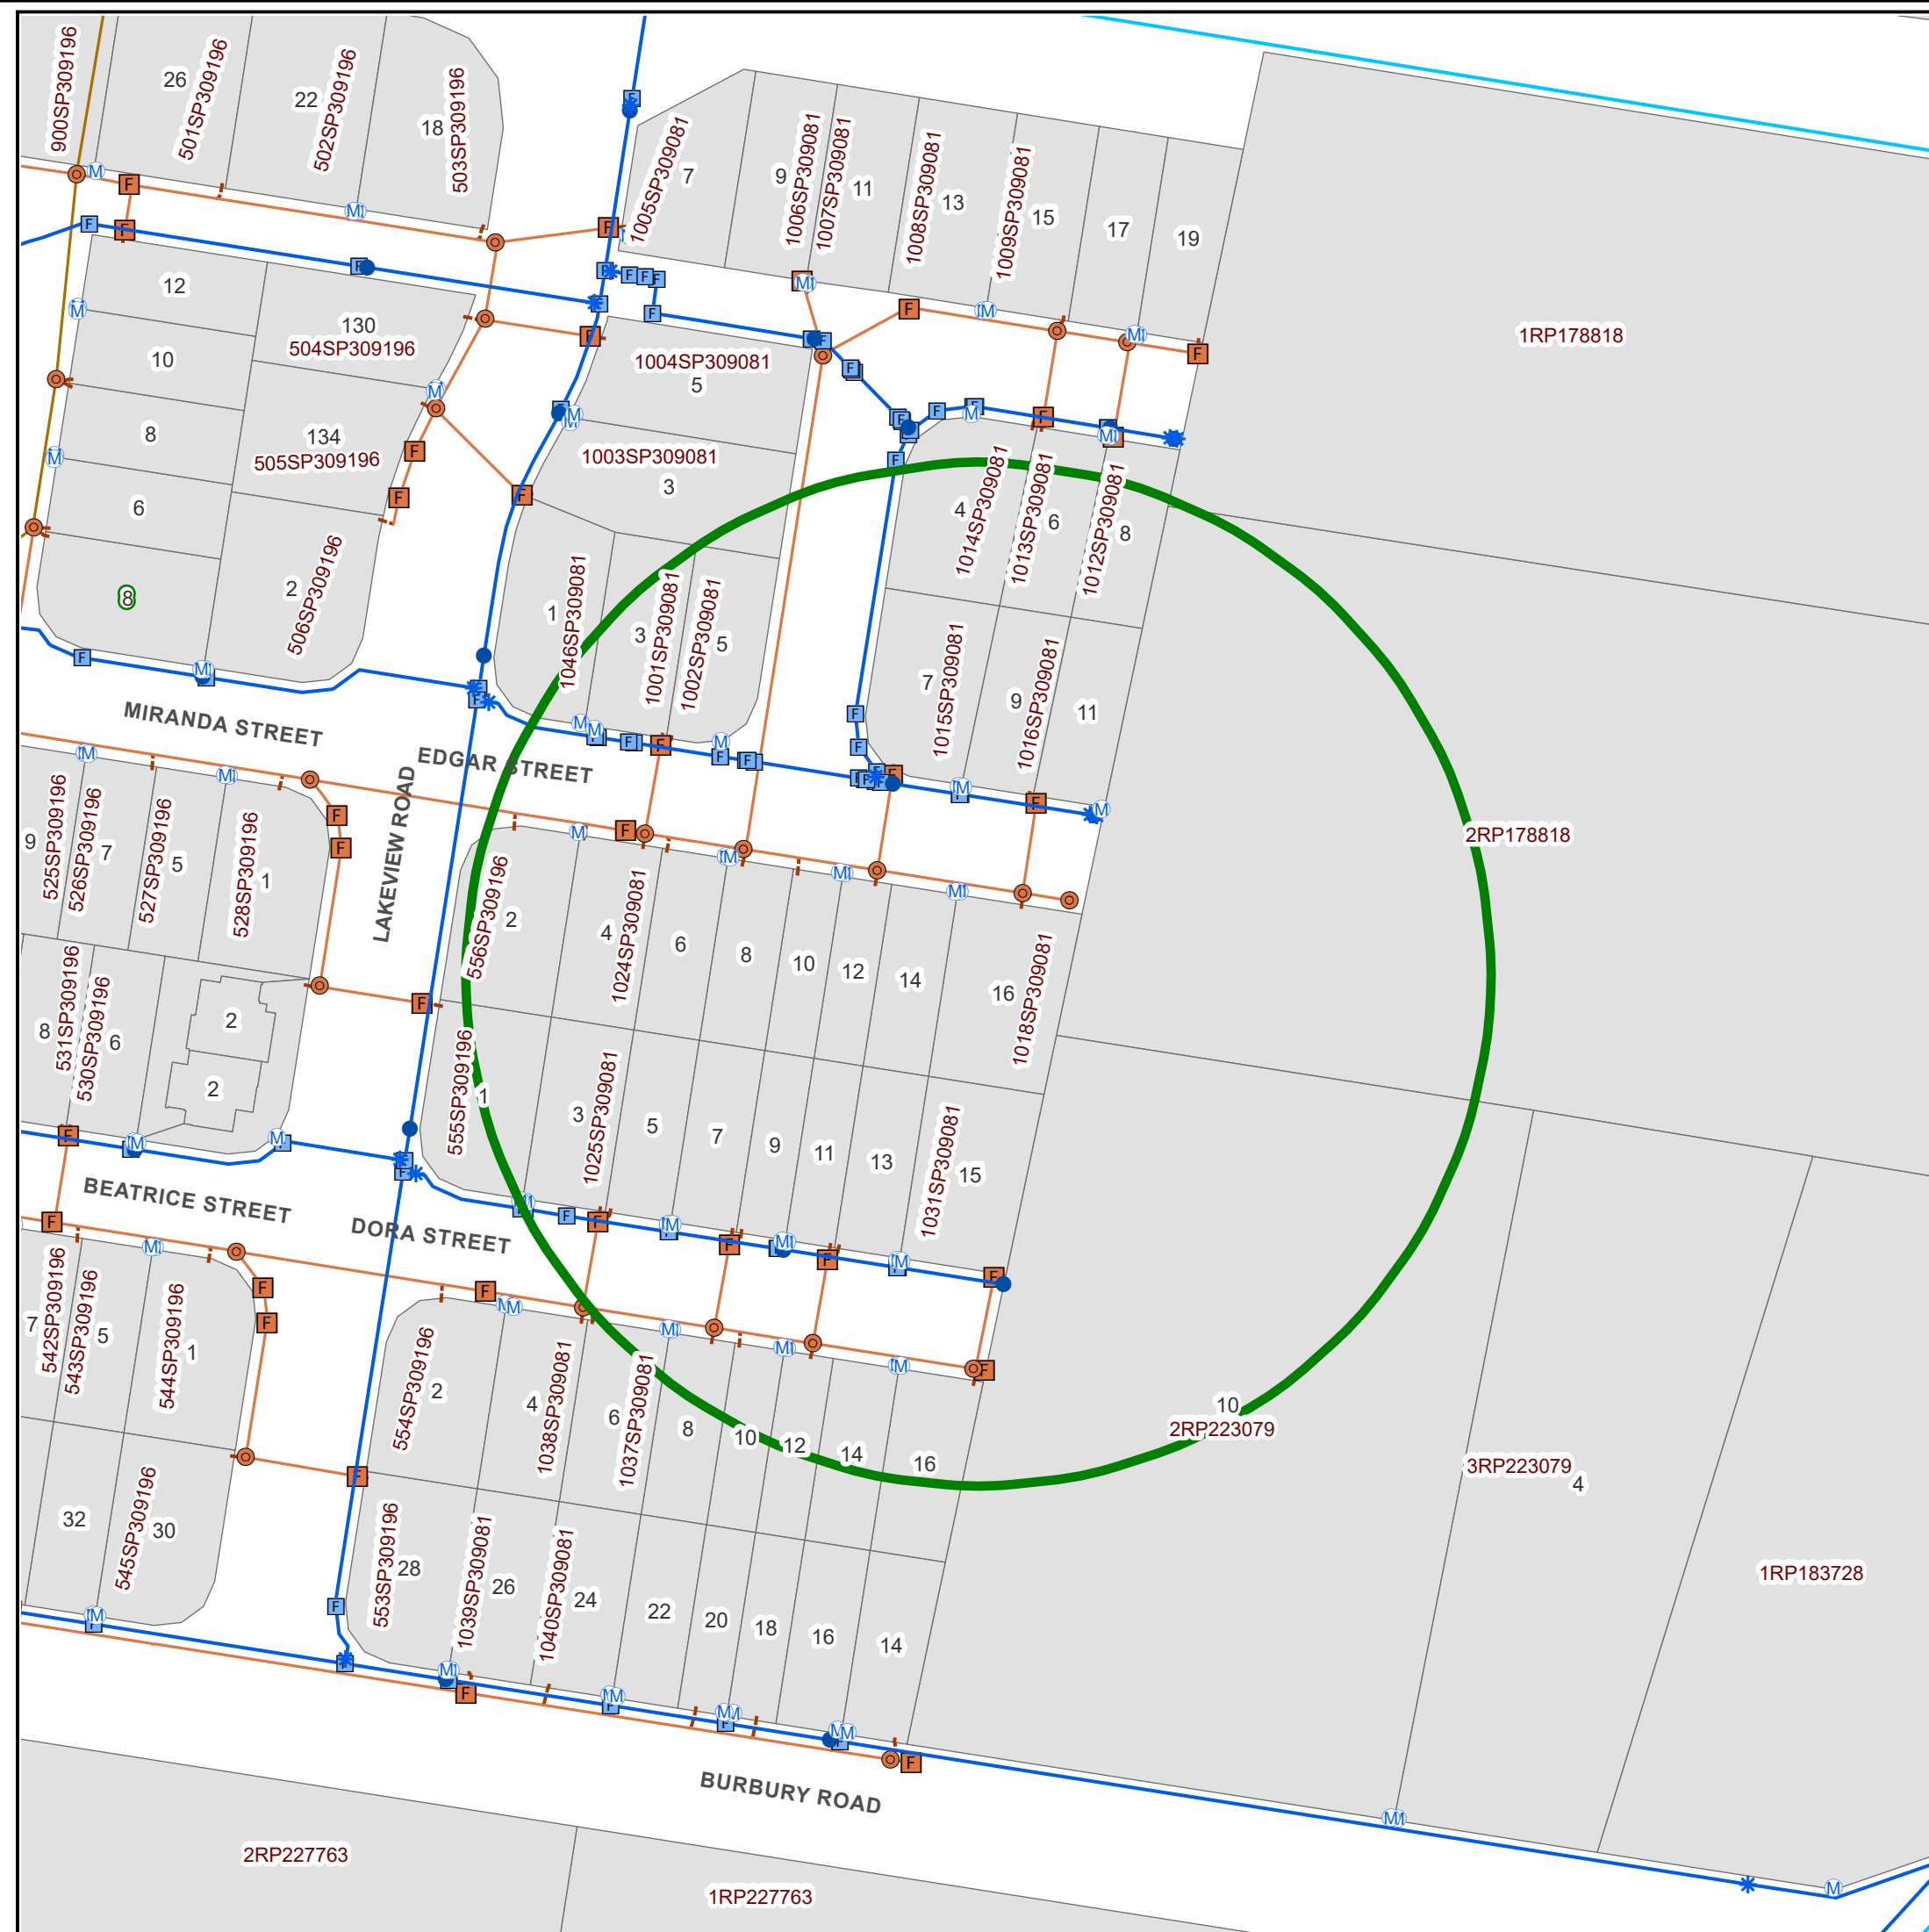 900SP309196
26
501SP309196
22
502SP309196
18
503SP309196
1005SP309081
7
9
1006SP309081
1007SP309081
11
1008SP309081
13
1009SP309081
15
17
19
1RP178818
12
130
504SP309196
10
8
134
505SP309196
6
8
2
506SP309196
1004SP309081
5
1003SP309081
3
1
1046SP309081
3
1001SP309081
1002SP309081
5
4
1014SP309081
1013SP309081
6
1012SP309081
8
7
1015SP309081
9
1016SP309081
11
MIRANDA STREET
EDGAR STREET
LAKEVIEW ROAD
2RP178818
9
525SP309196
526SP309196
7
527SP309196
5
528SP309196
1
556SP309196
2
4
1024SP309081
6
8
10
12
14
16
1018SP309081
8
531SP309196
530SP309196
6
2
2
555SP309196
1
3
1025SP309081
5
7
9
11
13
1031SP309081
15
BEATRICE STREET
DORA STREET
7
542SP309196
543SP309196
5
544SP309196
1
554SP309196
2
4
1038SP309081
6
1037SP309081
8
10
12
14
16
10
2RP223079
3RP223079
4
32
545SP309196
30
553SP309196
28
1039SP309081
26
1040SP309081
24
22
20
18
16
14
1RP183728
BURBURY ROAD
2RP227763
1RP227763